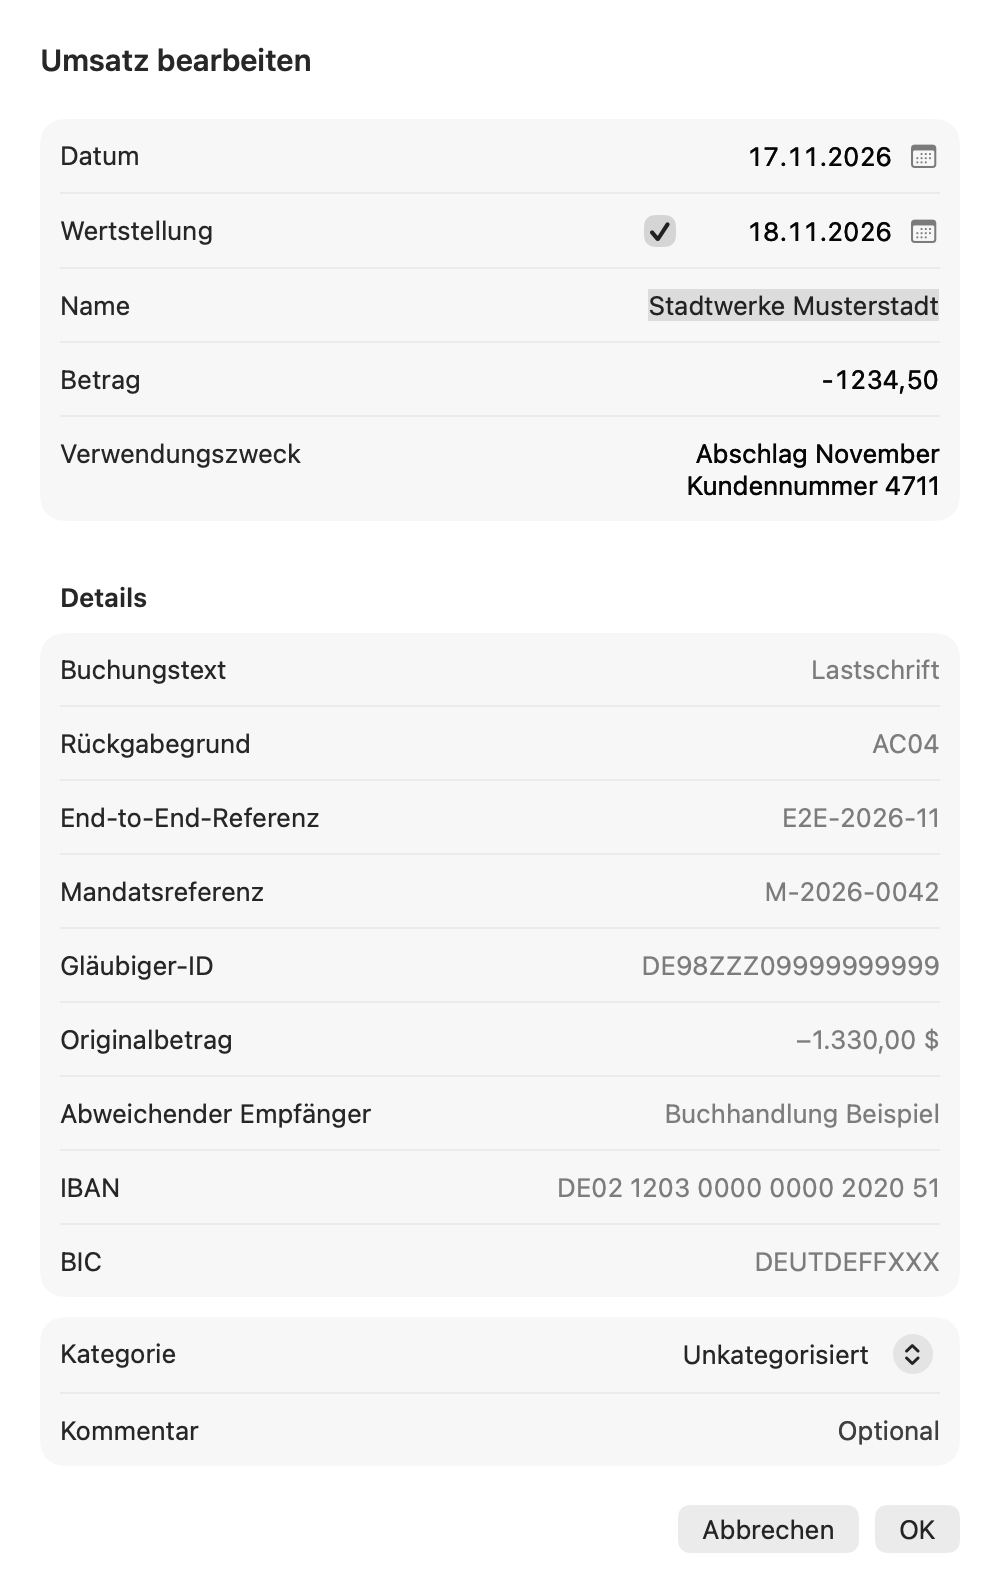 Umsatz bearbeiten
Datum 17.11.2026
Wertstellung 18.11.2026
Name Stadtwerke Musterstadt
Betrag -1234,50
Verwendungszweck Abschlag November
Kundennummer 4711
Details
Buchungstext Lastschrift
Rückgabegrund AC04
End-to-End-Referenz E2E-2026-11
Mandatsreferenz M-2026-0042
Gläubiger-ID DE98ZZZ09999999999
Originalbetrag –1.330,00 $
Abweichender Empfänger Buchhandlung Beispiel
IBAN DE02 1203 0000 0000 2020 51
BIC DEUTDEFFXXX
Kategorie Unkategorisiert
Kommentar Optional
Abbrechen OK